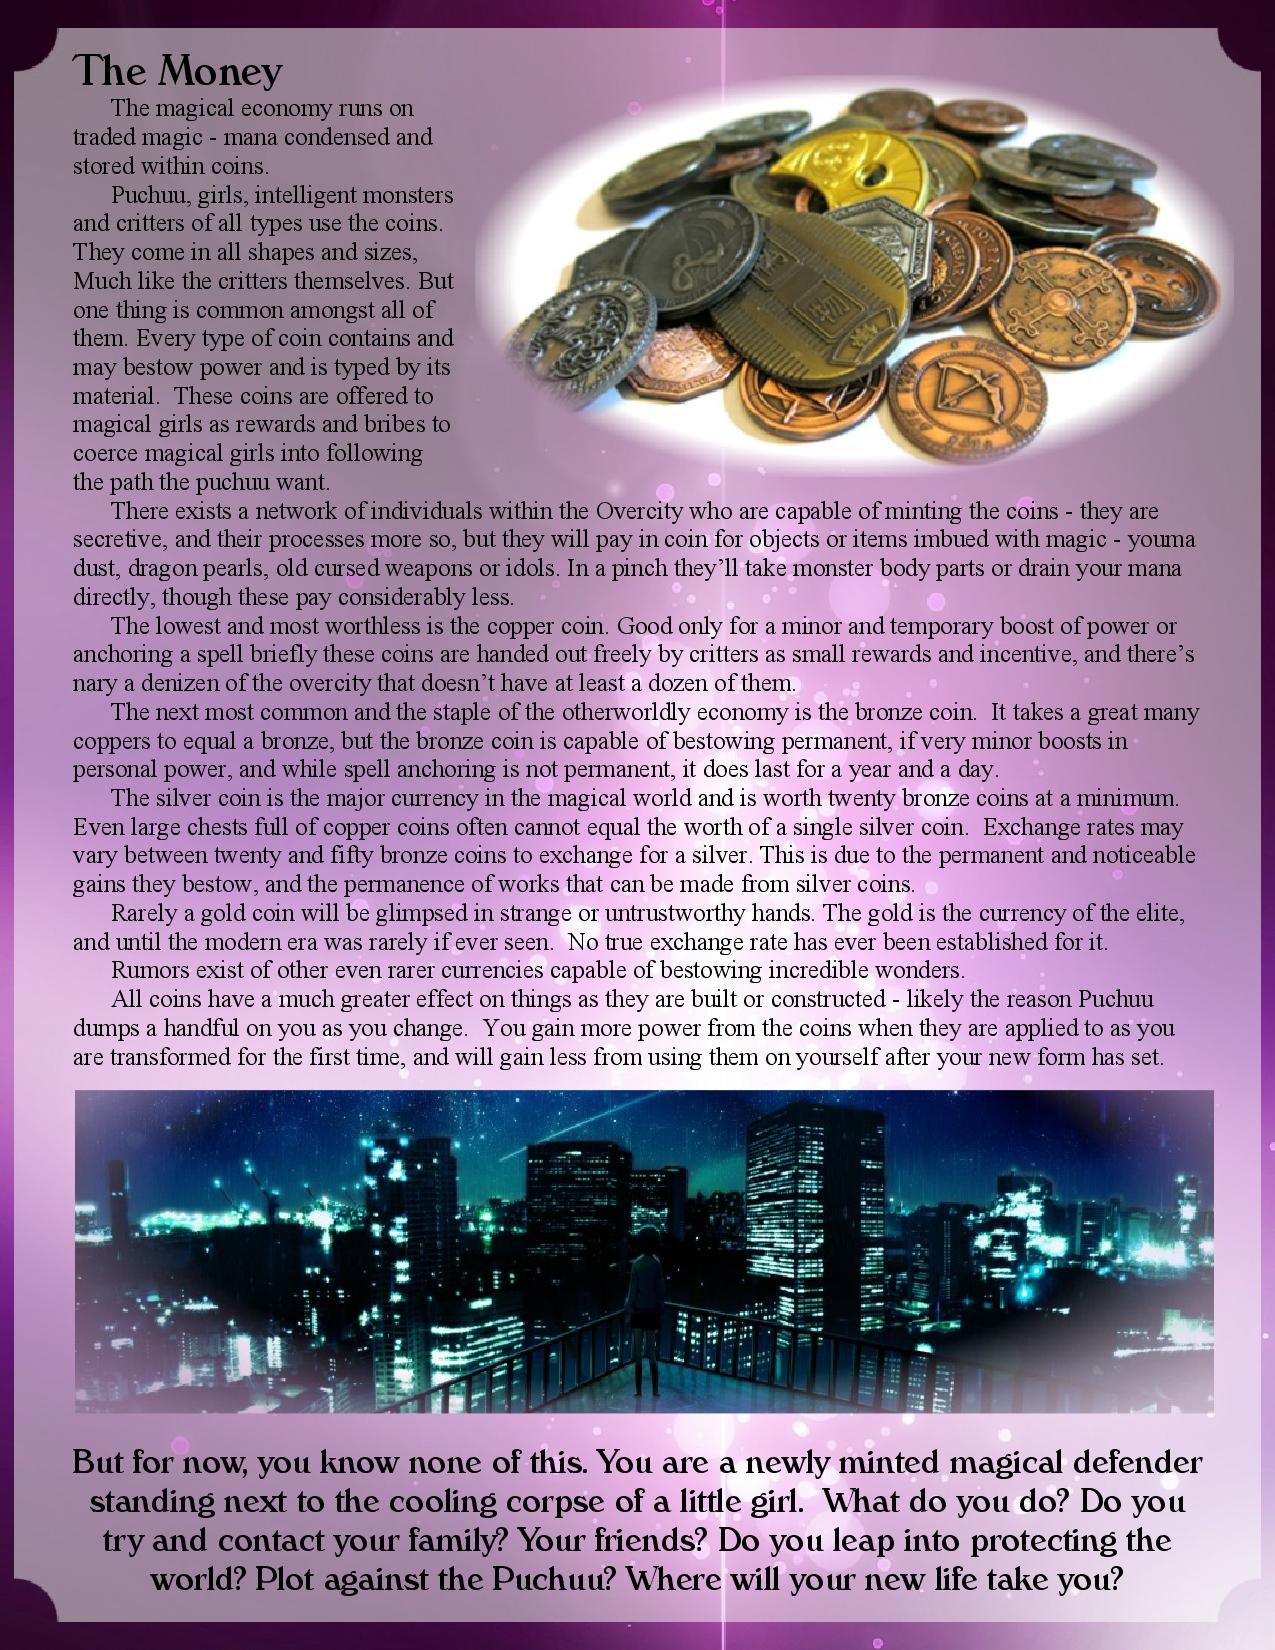 The Money
The magical economy runs on
traded magic - mana condensed and
stored within coins.
Puchuu, girls, intelligent monsters
and critters of all types use the coins.
They come in all shapes and sizes,
Much like the critters themselves. But
one thing is common amongst all of
them. Every type of coin contains and
may bestow power and is typed by its
material.  These coins are offered to
magical girls as rewards and bribes to
coerce magical girls into following
the path the puchuu want.
There exists a network of individuals within the Overcity who are capable of minting the coins - they are
secretive, and their processes more so, but they will pay in coin for objects or items imbued with magic - youma
dust, dragon pearls, old cursed weapons or idols. In a pinch they’ll take monster body parts or drain your mana
directly, though these pay considerably less.
The lowest and most worthless is the copper coin. Good only for a minor and temporary boost of power or
anchoring a spell briefly these coins are handed out freely by critters as small rewards and incentive, and there’s
nary a denizen of the overcity that doesn’t have at least a dozen of them.
The next most common and the staple of the otherworldly economy is the bronze coin.  It takes a great many
coppers to equal a bronze, but the bronze coin is capable of bestowing permanent, if very minor boosts in
personal power, and while spell anchoring is not permanent, it does last for a year and a day.
The silver coin is the major currency in the magical world and is worth twenty bronze coins at a minimum.
Even large chests full of copper coins often cannot equal the worth of a single silver coin.  Exchange rates may
vary between twenty and fifty bronze coins to exchange for a silver. This is due to the permanent and noticeable
gains they bestow, and the permanence of works that can be made from silver coins.
Rarely a gold coin will be glimpsed in strange or untrustworthy hands. The gold is the currency of the elite,
and until the modern era was rarely if ever seen.  No true exchange rate has ever been established for it.
Rumors exist of other even rarer currencies capable of bestowing incredible wonders.
All coins have a much greater effect on things as they are built or constructed - likely the reason Puchuu
dumps a handful on you as you change.  You gain more power from the coins when they are applied to as you
are transformed for the first time, and will gain less from using them on yourself after your new form has set.
But for now, you know none of this. You are a newly minted magical defender
standing next to the cooling corpse of a little girl.  What do you do? Do you
try and contact your family? Your friends? Do you leap into protecting the
world? Plot against the Puchuu? Where will your new life take you?